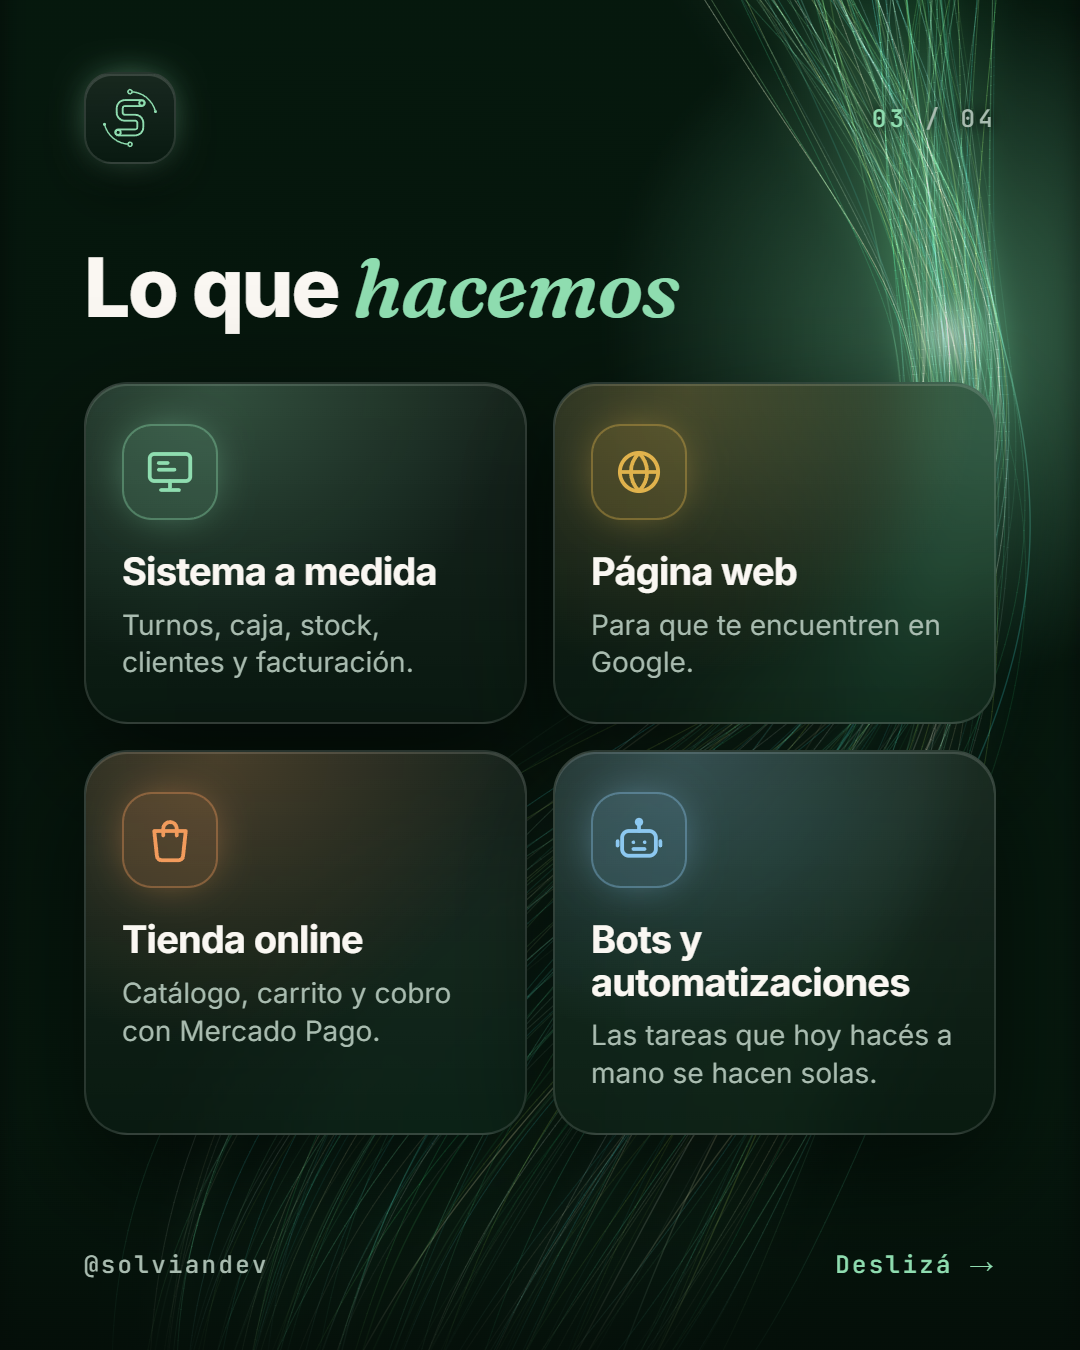 03 / 04
Lo que hacemos
Sistema a medida
Turnos, caja, stock,
clientes y facturación.
Página web
Para que te encuentren en
Google.
Tienda online
Catálogo, carrito y cobro
con Mercado Pago.
Bots y
automatizaciones
Las tareas que hoy hacés a
mano se hacen solas.
@solviandev
Deslizá →